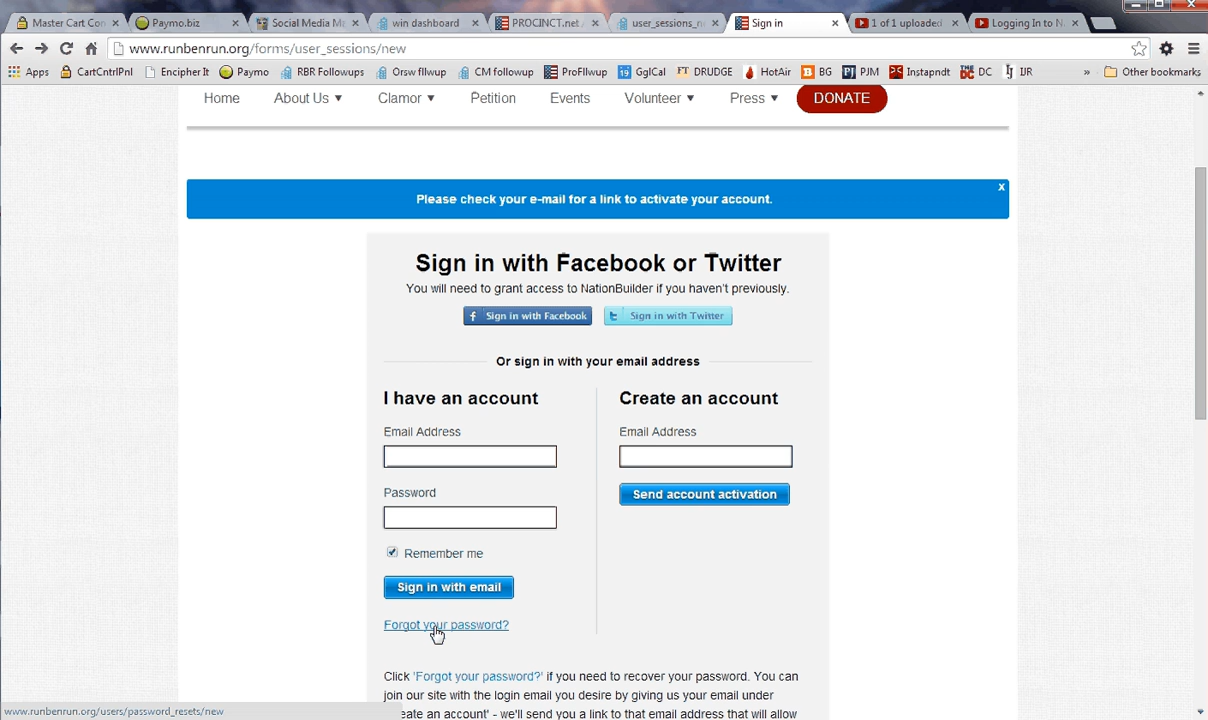 Master Cart Con
Paymo.biz
Social Media Ma
win dashboard
PROCINCT.net /
user_sessions_ne
Sign in
1 of 1 uploaded
Logging In to N
www.runbenrun.org/forms/user_sessions/new
Apps CartCntrlPnl Encipher It Paymo RBR Followups Orsw fllwup CM followup ProFllwup GglCal DRUDGE HotAir BG PJM Instapndt DC IJR » Other bookmarks
Home About Us ▼ Clamor ▼ Petition Events Volunteer ▼ Press ▼ DONATE
Please check your e-mail for a link to activate your account. x
Sign in with Facebook or Twitter
You will need to grant access to NationBuilder if you haven't previously.
Sign in with Facebook Sign in with Twitter
Or sign in with your email address
I have an account
Email Address
Password
Remember me
Sign in with email
Forgot your password?
Create an account
Email Address
Send account activation
Click 'Forgot your password?' if you need to recover your password. You can
join our site with the login email you desire by giving us your email under
eate an account' - we'll send you a link to that email address that will allow
www.runbenrun.org/users/password_resets/new